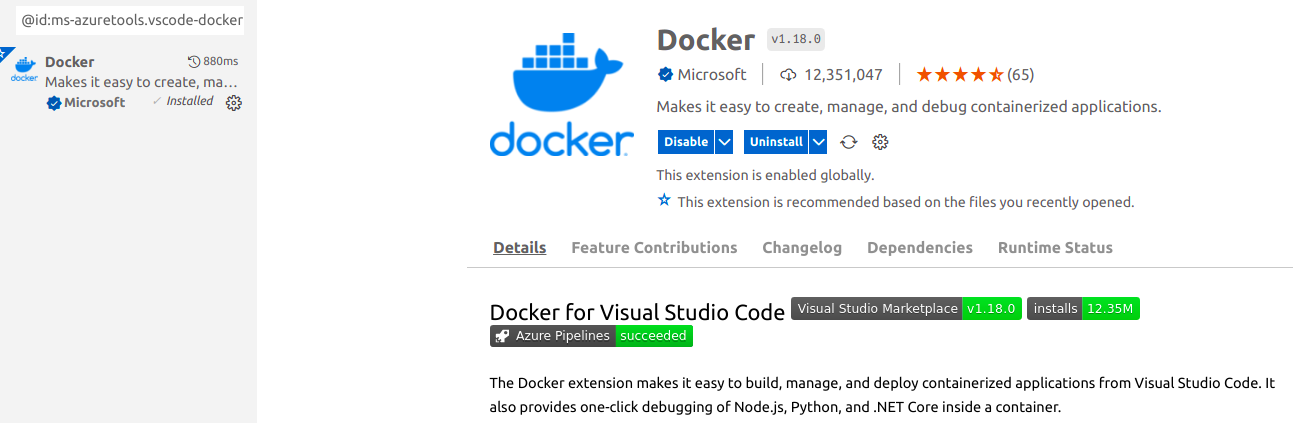 @id:ms-azuretools.vscode-docker
Docker 880ms
Makes it easy to create, ma...
Microsoft ✓ Installed
docker
docker
Docker v1.18.0
Microsoft 12,351,047 (65)
Makes it easy to create, manage, and debug containerized applications.
Disable Uninstall
This extension is enabled globally.
This extension is recommended based on the files you recently opened.
Details Feature Contributions Changelog Dependencies Runtime Status
Docker for Visual Studio Code Visual Studio Marketplace v1.18.0 installs 12.35M
Azure Pipelines succeeded
The Docker extension makes it easy to build, manage, and deploy containerized applications from Visual Studio Code. It
also provides one-click debugging of Node.js, Python, and .NET Core inside a container.